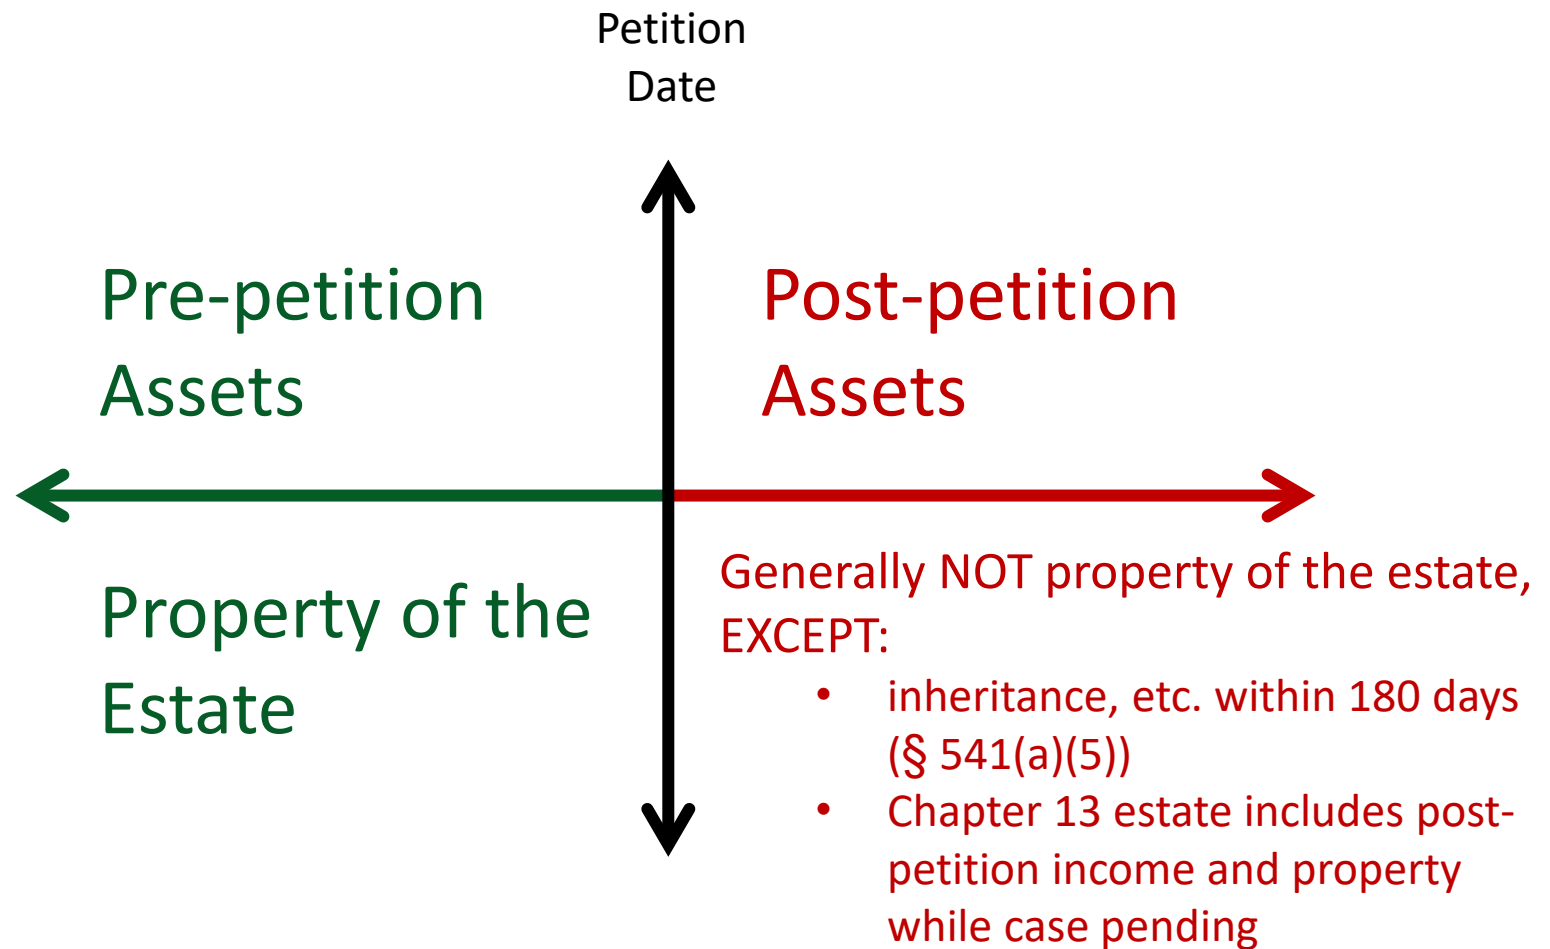 Petition
Date
Pre-petition
Assets
Post-petition
Assets
Property of the
Estate
Generally NOT property of the estate,
EXCEPT:
• inheritance, etc. within 180 days
(§ 541(a)(5))
• Chapter 13 estate includes post-
petition income and property
while case pending